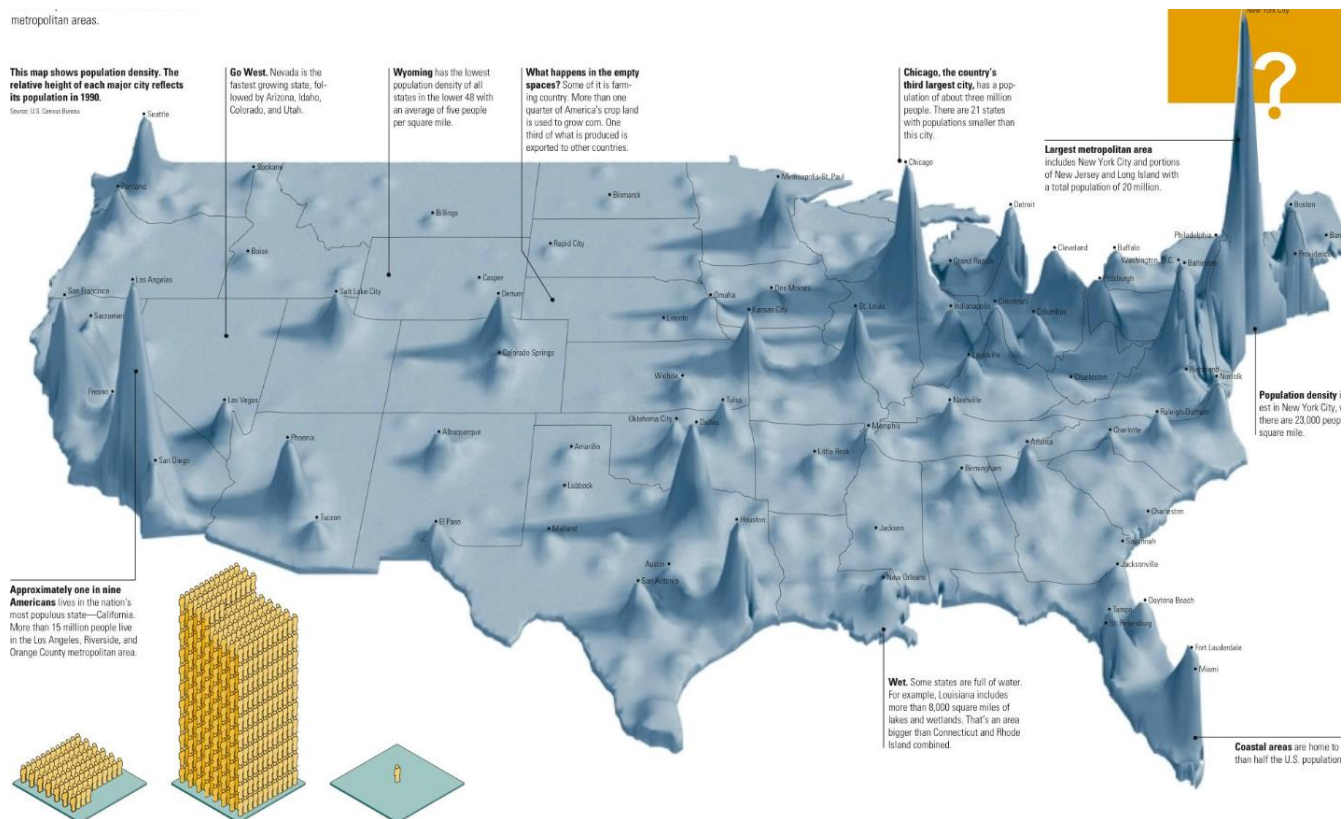 metropolitan areas.
This map shows population density. The
relative height of each major city reflects
its population in 1990.
Source: U.S. Census Bureau
Go West. Nevada is the
fastest growing state, fol-
lowed by Arizona, Idaho,
Colorado, and Utah.
Wyoming has the lowest
population density of all
states in the lower 48 with
an average of five people
per square mile.
What happens in the empty
spaces? Some of it is farm-
ing country. More than one
quarter of America's crop land
is used to grow corn. One
third of what is produced is
exported to other countries.
Chicago, the country's
third largest city, has a pop-
ulation of about three million
people. There are 21 states
with populations smaller than
this city.
New York City
?
Largest metropolitan area
includes New York City and portions
of New Jersey and Long Island with
a total population of 20 million.
Seattle
Spokane
Portland
Billings
Bismarck
Minneapolis-St. Paul
Chicago
Detroit
Boston
Boise
Rapid City
Grand Rapids
Cleveland
Buffalo
Philadelphia
Washington, D.C.
Baltimore
Providence
Pittsburgh
Los Angeles
San Francisco
Sacramen
Salt Lake City
Casper
Denver
Omaha
Des Moines
Lincoln
Kansas City
St. Louis
Indianapolis
Cincinnati
Columbus
Colorado Springs
Louisville
Charleston
Richmond
Norfolk
Fresno
Las Vegas
Wichita
Tulsa
Nashville
Raleigh-Durham
Oklahoma City
Dallas
Memphis
Charlotte
Phoenix
Albuquerque
Amarillo
Little Rock
Atlanta
San Diego
Lubbock
Birmingham
Tucson
El Paso
Midland
Houston
Jackson
Charleston
Savannah
Austin
San Antonio
New Orleans
Jacksonville
Daytona Beach
Tampa
St. Petersburg
Fort Lauderdale
Miami
Population density
est in New York City,
there are 23,000 peop
square mile.
Approximately one in nine
Americans lives in the nation's
most populous state—California.
More than 15 million people live
in the Los Angeles, Riverside, and
Orange County metropolitan area.
Wet. Some states are full of water.
For example, Louisiana includes
more than 8,000 square miles of
lakes and wetlands. That's an area
bigger than Connecticut and Rhode
Island combined.
Coastal areas are home to
than half the U.S. population